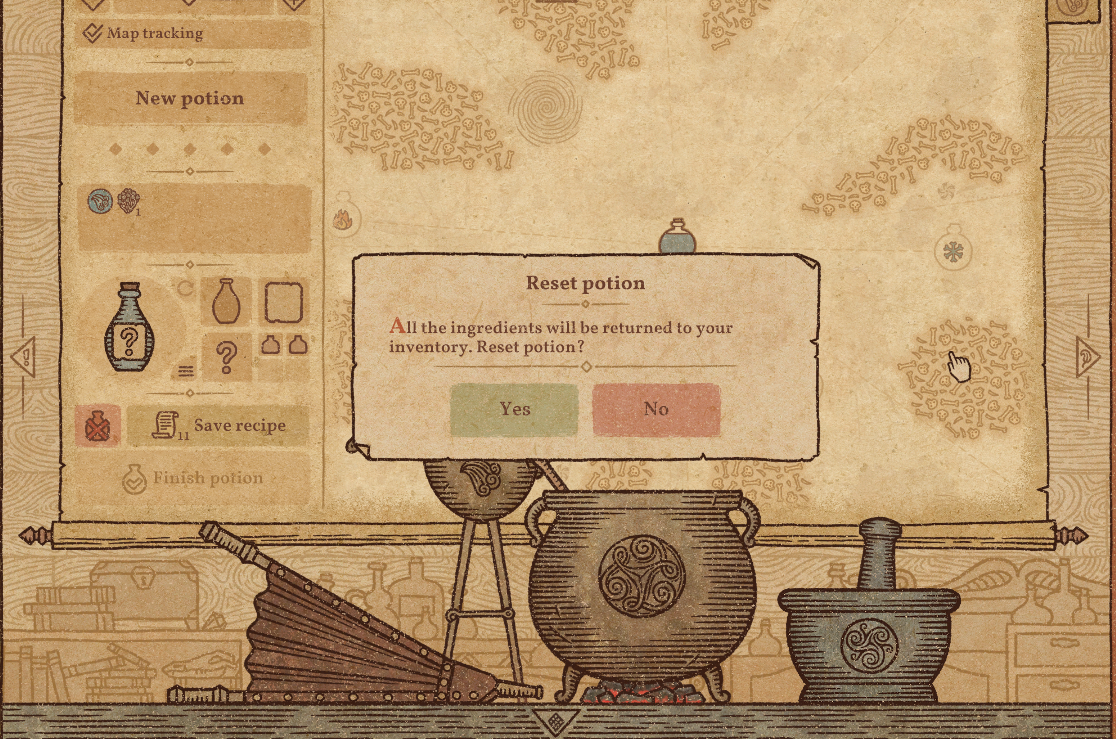 Map tracking
New potion
1
Reset potion
All the ingredients will be returned to your
inventory. Reset potion?
Yes
No
?
?
11 Save recipe
Finish potion